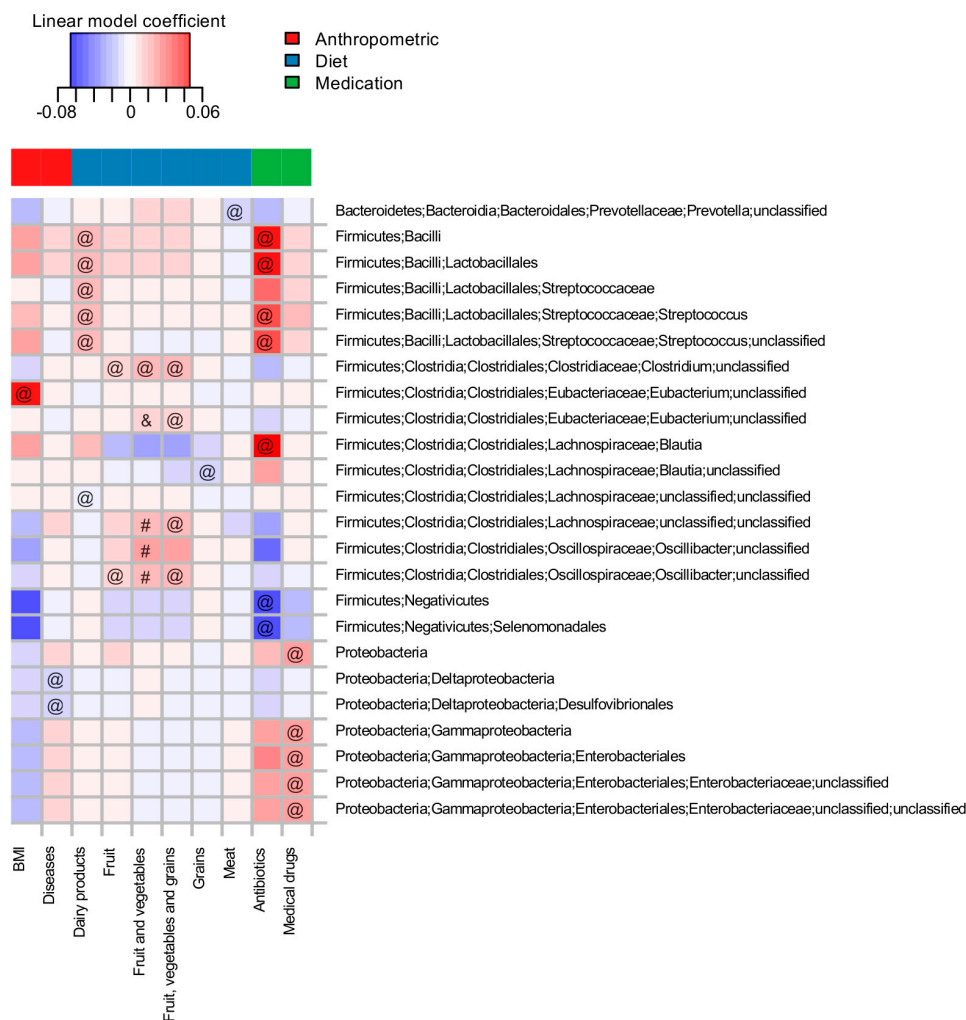 Linear model coefficient
-0.08 0 0.06
Anthropometric
Diet
Medication
@ Bacteroidetes;Bacteroidia;Bacteroidales;Prevotellaceae;Prevotella;unclassified
@ @ Firmicutes;Bacilli
@ @ Firmicutes;Bacilli;Lactobacillales
@ Firmicutes;Bacilli;Lactobacillales;Streptococcaceae
@ @ Firmicutes;Bacilli;Lactobacillales;Streptococcaceae;Streptococcus
@ @ Firmicutes;Bacilli;Lactobacillales;Streptococcaceae;Streptococcus;unclassified
@ @ @ Firmicutes;Clostridia;Clostridiales;Clostridiaceae;Clostridium;unclassified
@ Firmicutes;Clostridia;Clostridiales;Eubacteriaceae;Eubacterium;unclassified
& @ Firmicutes;Clostridia;Clostridiales;Eubacteriaceae;Eubacterium;unclassified
@ Firmicutes;Clostridia;Clostridiales;Lachnospiraceae;Blautia
@ Firmicutes;Clostridia;Clostridiales;Lachnospiraceae;Blautia;unclassified
@ Firmicutes;Clostridia;Clostridiales;Lachnospiraceae;unclassified;unclassified
# @ Firmicutes;Clostridia;Clostridiales;Lachnospiraceae;unclassified;unclassified
# Firmicutes;Clostridia;Clostridiales;Oscillospiraceae;Oscillibacter;unclassified
@ # @ Firmicutes;Clostridia;Clostridiales;Oscillospiraceae;Oscillibacter;unclassified
@ Firmicutes;Negativicutes
@ Firmicutes;Negativicutes;Selenomonadales
@ Proteobacteria
@ Proteobacteria;Deltaproteobacteria
@ Proteobacteria;Deltaproteobacteria;Desulfovibrionales
@ Proteobacteria;Gammaproteobacteria
@ Proteobacteria;Gammaproteobacteria;Enterobacteriales
@ Proteobacteria;Gammaproteobacteria;Enterobacteriales;Enterobacteriaceae;unclassified
@ Proteobacteria;Gammaproteobacteria;Enterobacteriales;Enterobacteriaceae;unclassified;unclassified
BMI
Diseases
Dairy products
Fruit
Fruit and vegetables
Fruit, vegetables and grains
Grains
Meat
Antibiotics
Medical drugs